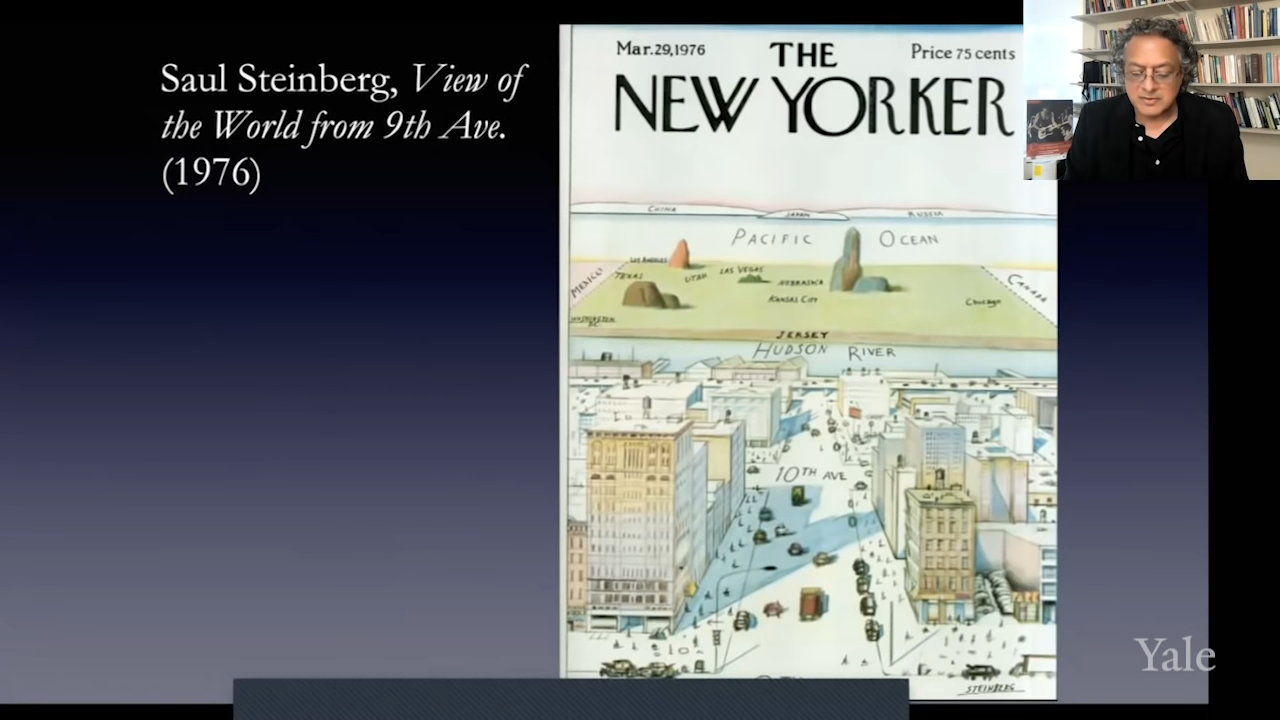 Saul Steinberg, View of
the World from 9th Ave.
(1976)
Mar.29,1976
THE
Price 75 cents
NEW YORKER
CHINA
JAPAN
RUSSIA
PACIFIC OCEAN
LOS ANGELES
MEXICO
TEXAS
UTAH
LAS VEGAS
NEBRASKA
CANADA
KANSAS CITY
Chicago
WASHINGTON
DC
JERSEY
HUDSON RIVER
10TH AVE
STEINBERG
Yale